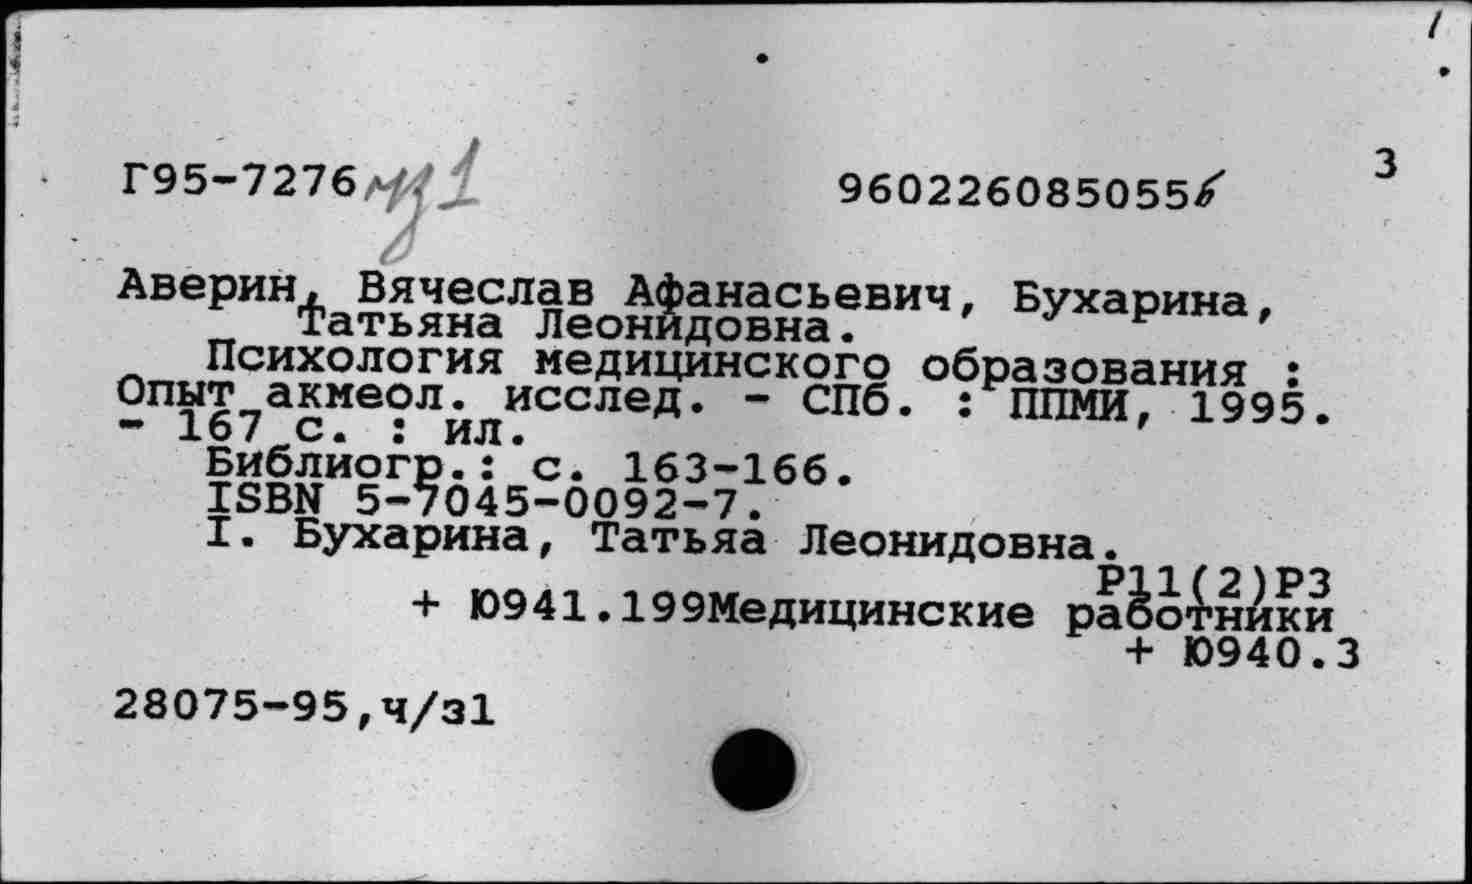 Г95-7276 чз1 960226085055 3
Аверин, Вячеслав Афанасьевич, Бухарина,
Татьяна Леонидовна.
Психология медицинского образования :
Опыт акмеол. исслед. - СПб. : ППМИ, 1995.
- 167 с. : ил.
Библиогр.: с. 163-166.
ISBN 5-7045-0092-7.
I. Бухарина, Татьяа Леонидовна.
Р11(2)Р3
+ Ю941.199Медицинские работники
+ Ю940.3
28075-95,ч/з1